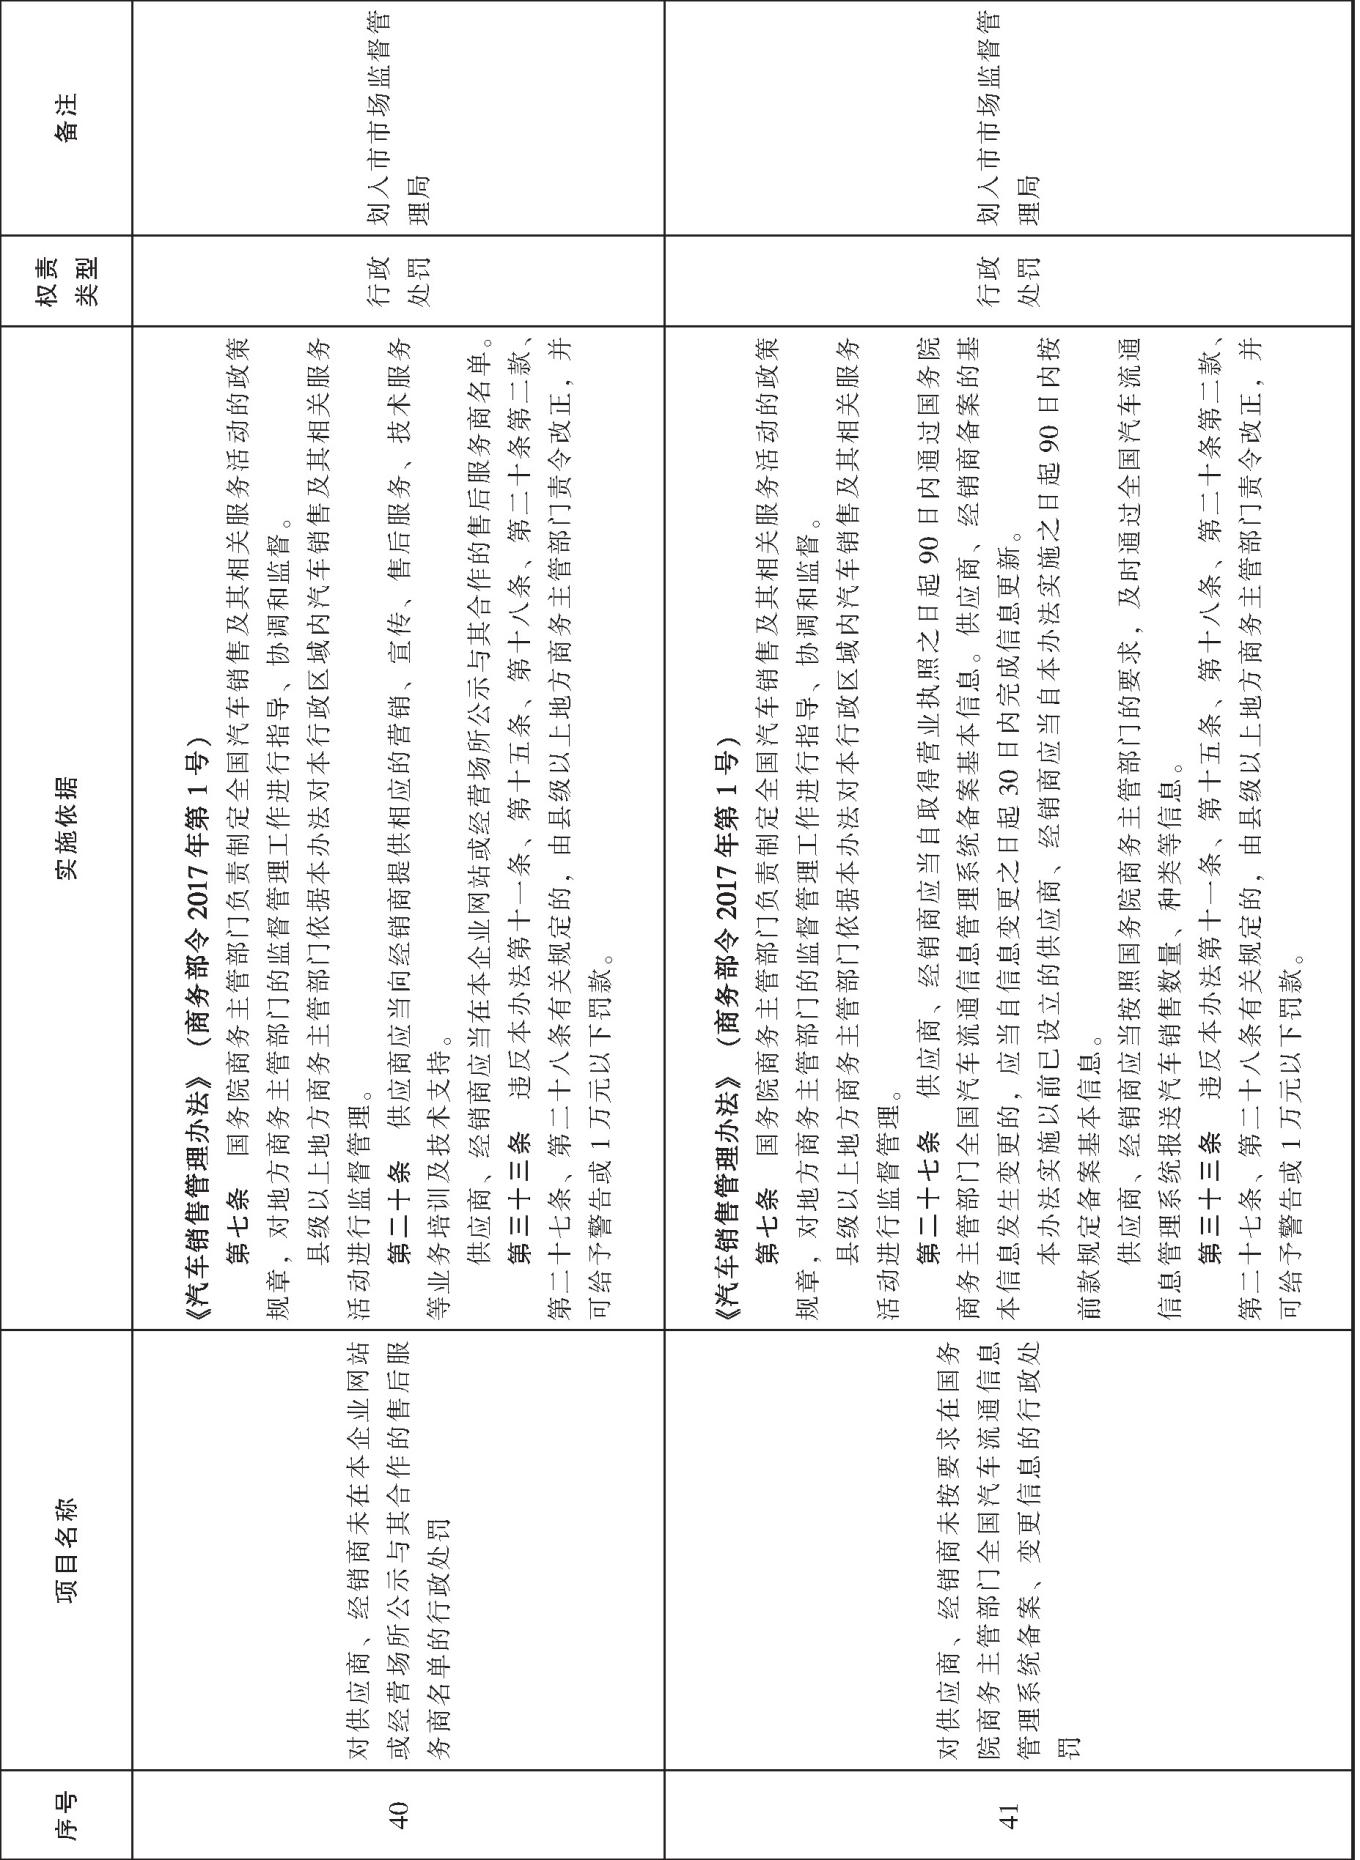 序号
项目名称
实施依据
权责
类型
备注
40
对供应商、经销商未在本企业网站
或经营场所公示与其合作的售后服
务商名单的行政处罚
《汽车销售管理办法》（商务部令2017年第1号）
第七条　国务院商务主管部门负责制定全国汽车销售及其相关服务活动的政策
规章，对地方商务主管部门的监督管理工作进行指导、协调和监督。
县级以上地方商务主管部门依据本办法对本行政区域内汽车销售及其相关服务
活动进行监督管理。
第二十条　供应商应当向经销商提供相应的营销、宣传、售后服务、技术服务
等业务培训及技术支持。
供应商、经销商应当在本企业网站或经营场所公示与其合作的售后服务商名单。
第三十三条　违反本办法第十一条、第十五条、第十八条、第二十条第二款、
第二十七条、第二十八条有关规定的，由县级以上地方商务主管部门责令改正，并
可给予警告或1万元以下罚款。
行政
处罚
划入市市场监督管
理局
41
对供应商、经销商未按要求在国务
院商务主管部门全国汽车流通信息
管理系统备案、变更信息的行政处
罚
《汽车销售管理办法》（商务部令2017年第1号）
第七条　国务院商务主管部门负责制定全国汽车销售及其相关服务活动的政策
规章，对地方商务主管部门的监督管理工作进行指导、协调和监督。
县级以上地方商务主管部门依据本办法对本行政区域内汽车销售及其相关服务
活动进行监督管理。
第二十七条　供应商、经销商应当自取得营业执照之日起90日内通过国务院
商务主管部门全国汽车流通信息管理系统备案基本信息。供应商、经销商备案的基
本信息发生变更的，应当自信息变更之日起30日内完成信息更新。
本办法实施以前已设立的供应商、经销商应当自本办法实施之日起90日内按
前款规定备案基本信息。
供应商、经销商应当按照国务院商务主管部门的要求，及时通过全国汽车流通
信息管理系统报送汽车销售数量、种类等信息。
第三十三条　违反本办法第十一条、第十五条、第十八条、第二十条第二款、
第二十七条、第二十八条有关规定的，由县级以上地方商务主管部门责令改正，并
可给予警告或1万元以下罚款。
行政
处罚
划入市市场监督管
理局